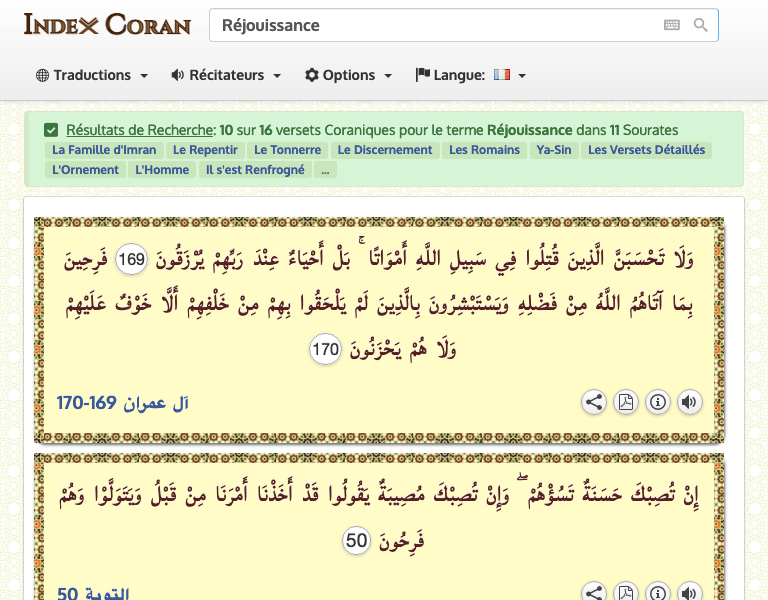 INDEX CORAN
Réjouissance
Traductions Récitateurs Options Langue:
Résultats de Recherche: 10 sur 16 versets Coraniques pour le terme Réjouissance dans 11 Sourates
La Famille d'Imran Le Repentir Le Tonnerre Le Discernement Les Romains Ya-Sin Les Versets Détaillés
L'Ornement L'Homme Il s'est Renfrogné ...
وَلَا تَحْسَبَنَّ الَّذِينَ قُتِلُوا فِي سَبِيلِ اللَّهِ أَمْوَاتًا ۚ بَلْ أَحْيَاءٌ عِنْدَ رَبِّهِمْ يُرْزَقُونَ 169 فَرِحِينَ
بِمَا آتَاهُمُ اللَّهُ مِنْ فَضْلِهِ وَيَسْتَبْشِرُونَ بِالَّذِينَ لَمْ يَلْحَقُوا بِهِمْ مِنْ خَلْفِهِمْ أَلَّا خَوْفٌ عَلَيْهِمْ
وَلَا هُمْ يَحْزَنُونَ 170
آل عمران 169-170
إِنْ تُصِبْكَ حَسَنَةٌ تَسُؤْهُمْ ۖ وَإِنْ تُصِبْكَ مُصِيبَةٌ يَقُولُوا قَدْ أَخَذْنَا أَمْرَنَا مِنْ قَبْلُ وَيَتَوَلَّوْا وَهُمْ
فَرِحُونَ 50
التوبة 50